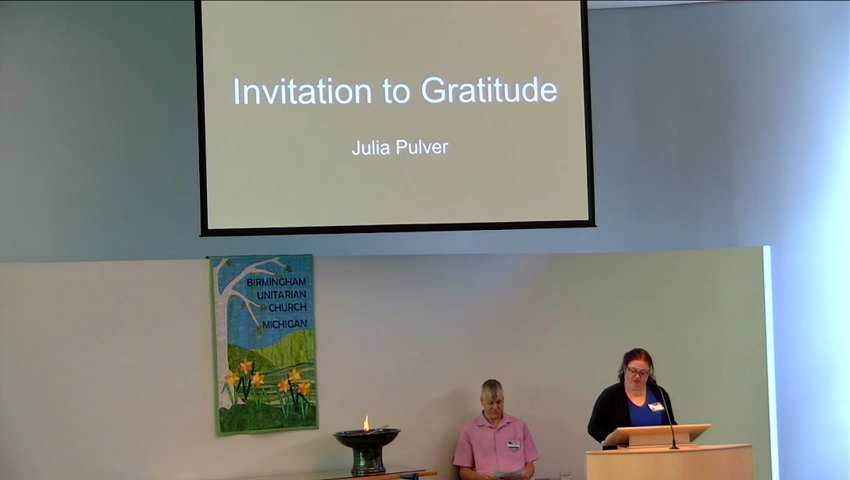 Invitation to Gratitude
Julia Pulver
BIRMINGHAM
UNITARIAN
CHURCH
MICHIGAN